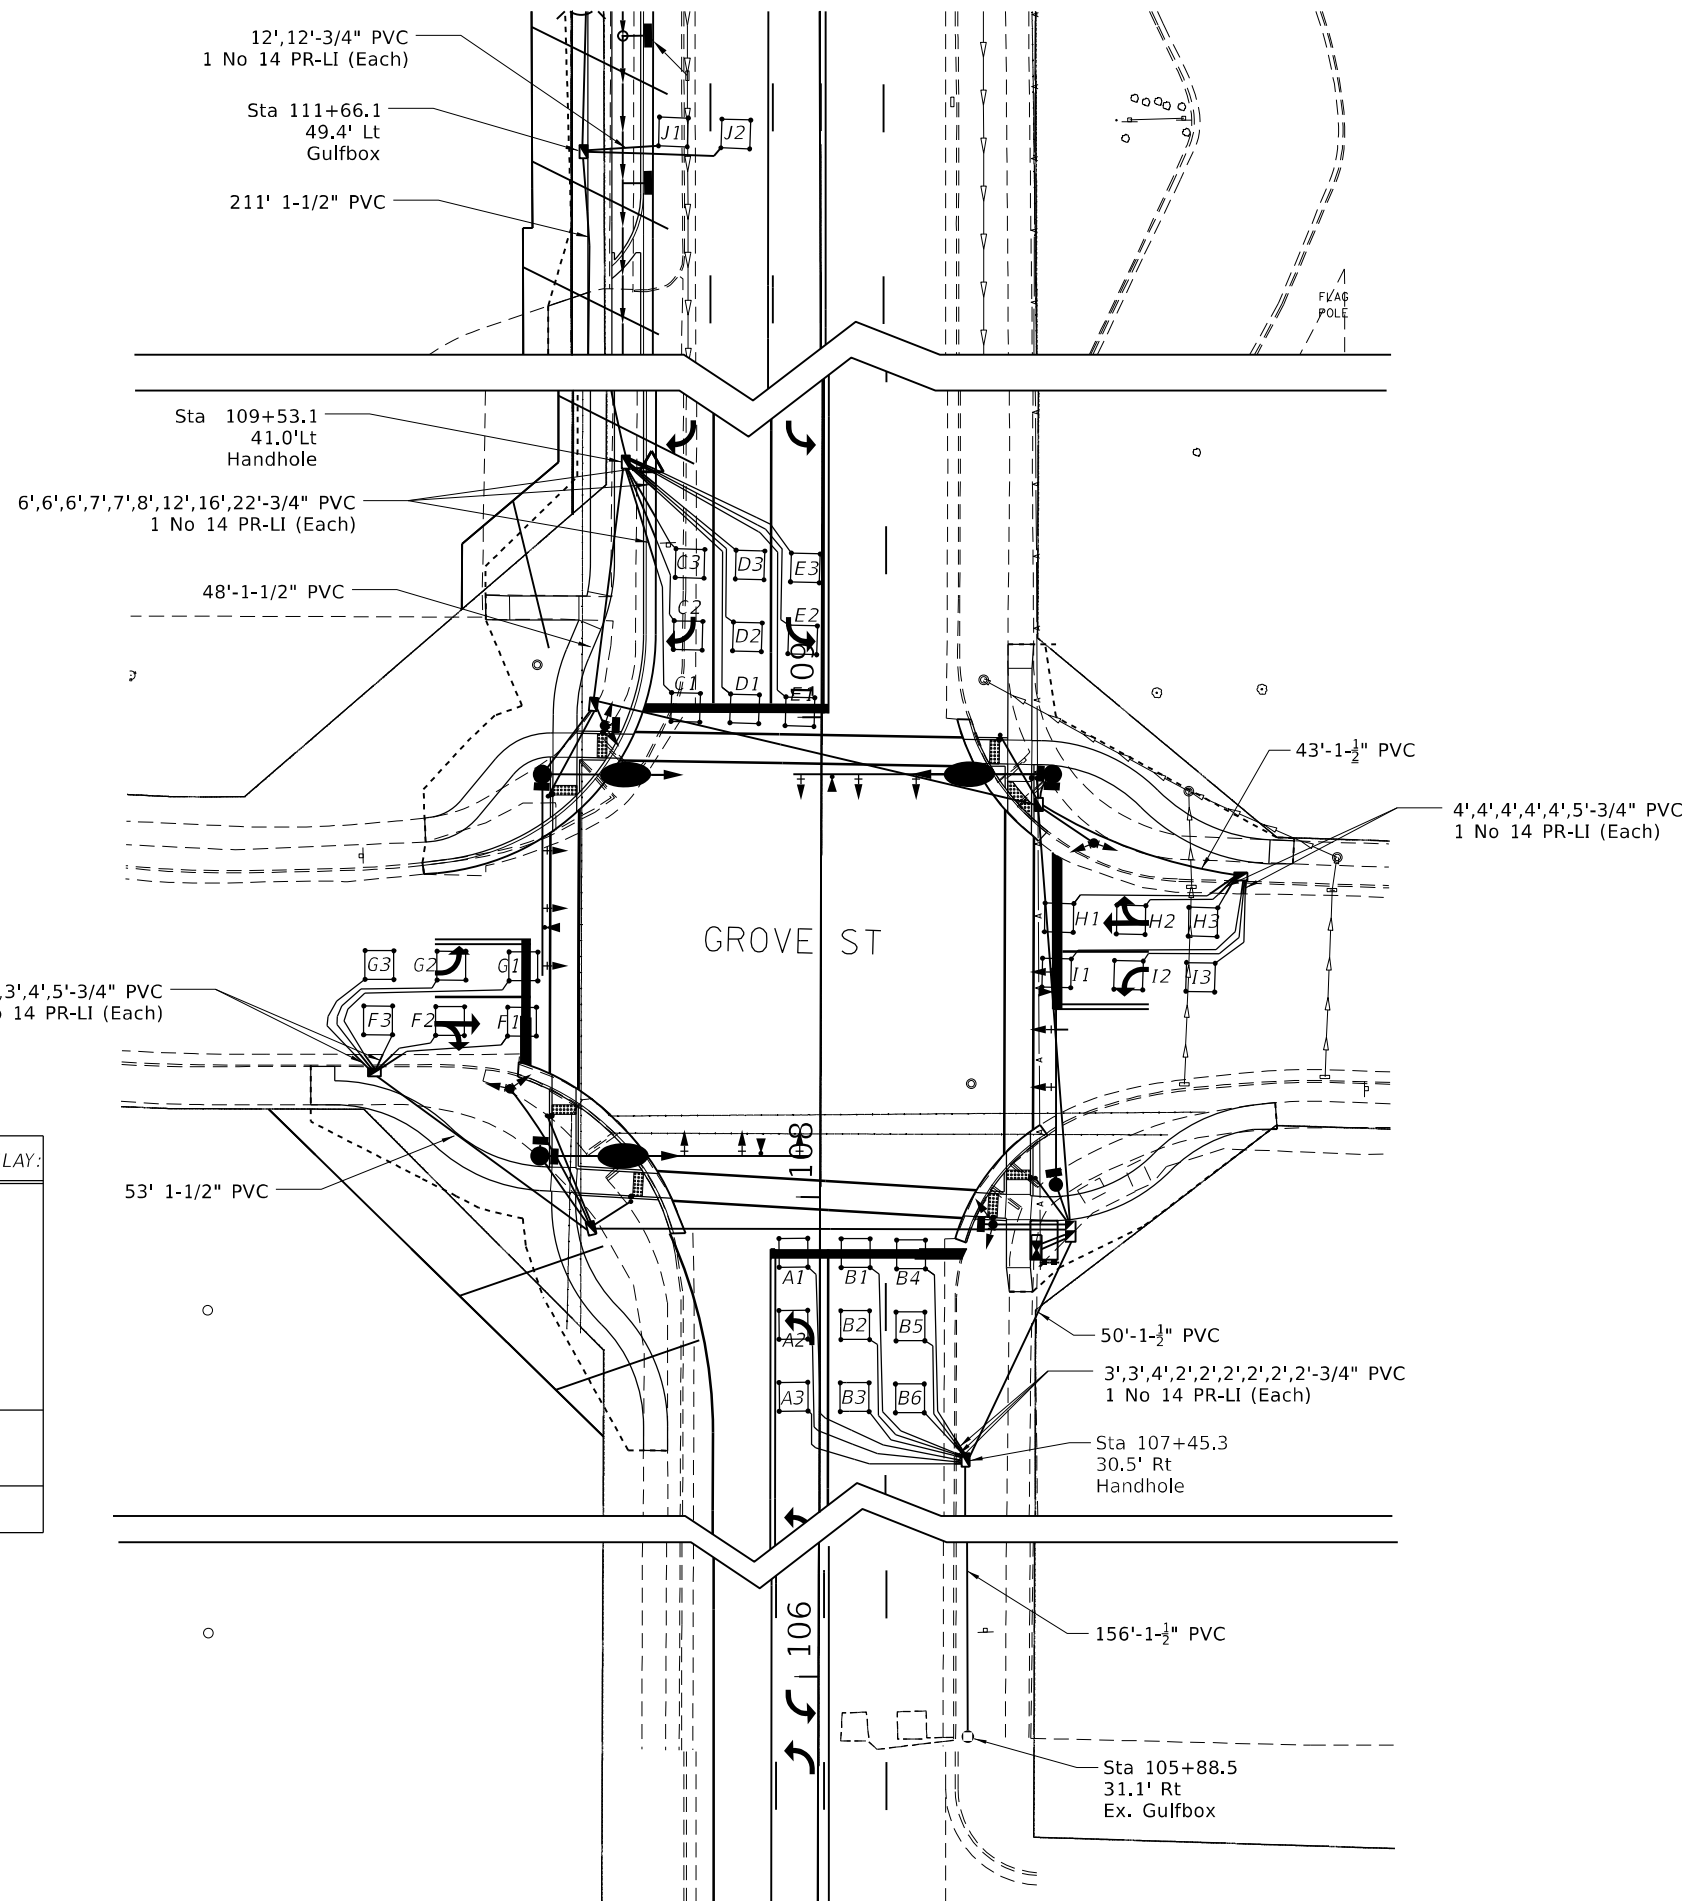 12',12'-3/4" PVC
1 No 14 PR-LI (Each)
Sta 111+66.1
49.4' Lt
Gulfbox
211' 1-1/2" PVC
J1
J2
FLAG
POLE
Sta 109+53.1
41.0'Lt
Handhole
6',6',6',7',7',8',12',16',22'-3/4" PVC
1 No 14 PR-LI (Each)
48'-1-1/2" PVC
C3
D3
E3
C2
D2
E2
C1
D1
E1
109
43'-1-½" PVC
4',4',4',4',4',5'-3/4" PVC
1 No 14 PR-LI (Each)
GROVE ST
H1
H2
H3
I1
I2
I3
G3
G2
G1
F3
F2
F1
,3',4',5'-3/4" PVC
14 PR-LI (Each)
LAY:
53' 1-1/2" PVC
108
A1
B1
B4
A2
B2
B5
A3
B3
B6
50'-1-½" PVC
3',3',4',2',2',2',2',2',2'-3/4" PVC
1 No 14 PR-LI (Each)
Sta 107+45.3
30.5' Rt
Handhole
106
156'-1-½" PVC
Sta 105+88.5
31.1' Rt
Ex. Gulfbox